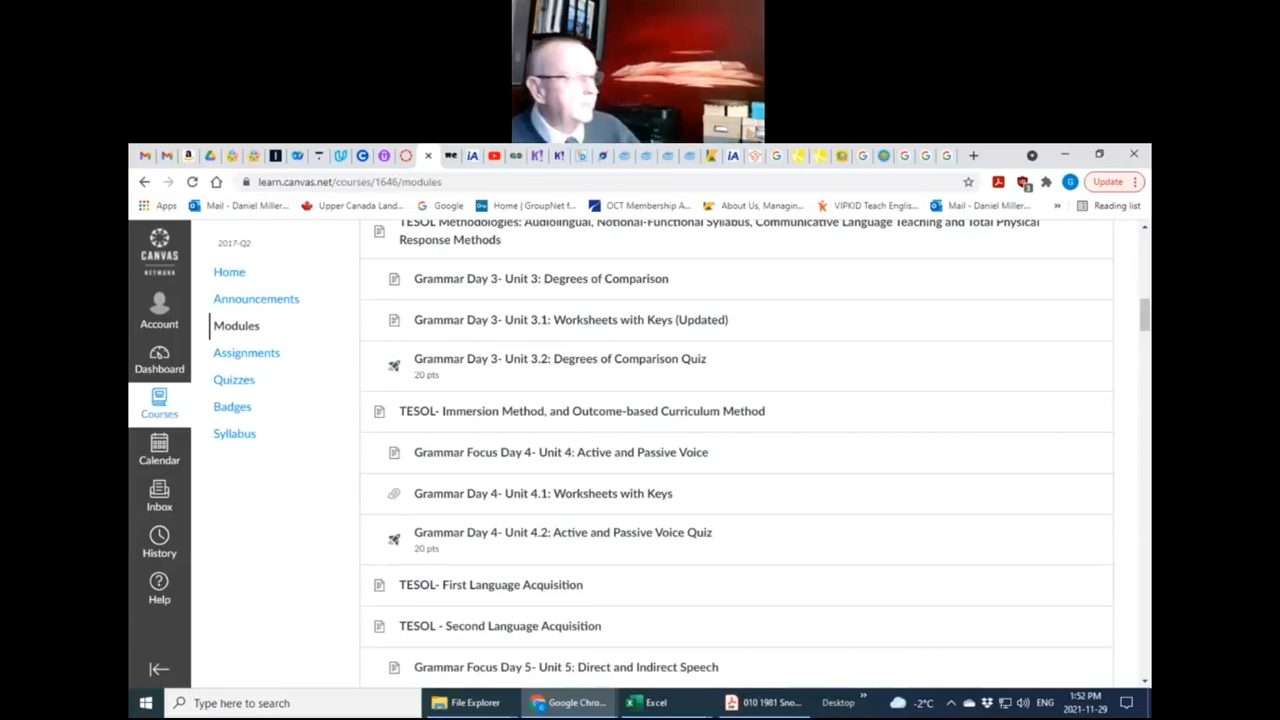 learn.canvas.net/courses/1646/modules
Update
Apps
Mail - Daniel Miller...
Upper Canada Land...
Google
Home | GroupNet f...
OCT Membership A...
About Us, Managin...
VIPKID Teach Englis...
Mail - Daniel Miller...
»
Reading list
CANVAS
NETWORK
Account
Dashboard
Courses
Calendar
Inbox
History
Help
2017-Q2
Home
Announcements
Modules
Assignments
Quizzes
Badges
Syllabus
TESOL Methodologies: Audiolingual, Notional-Functional Syllabus, Communicative Language Teaching and Total Physical
Response Methods
Grammar Day 3- Unit 3: Degrees of Comparison
Grammar Day 3- Unit 3.1: Worksheets with Keys (Updated)
Grammar Day 3- Unit 3.2: Degrees of Comparison Quiz
20 pts
TESOL- Immersion Method, and Outcome-based Curriculum Method
Grammar Focus Day 4- Unit 4: Active and Passive Voice
Grammar Day 4- Unit 4.1: Worksheets with Keys
Grammar Day 4- Unit 4.2: Active and Passive Voice Quiz
20 pts
TESOL- First Language Acquisition
TESOL - Second Language Acquisition
Grammar Focus Day 5- Unit 5: Direct and Indirect Speech
Type here to search
File Explorer
Google Chro...
Excel
010 1981 Sno...
Desktop
»
-2°C
ENG
1:52 PM
2021-11-29